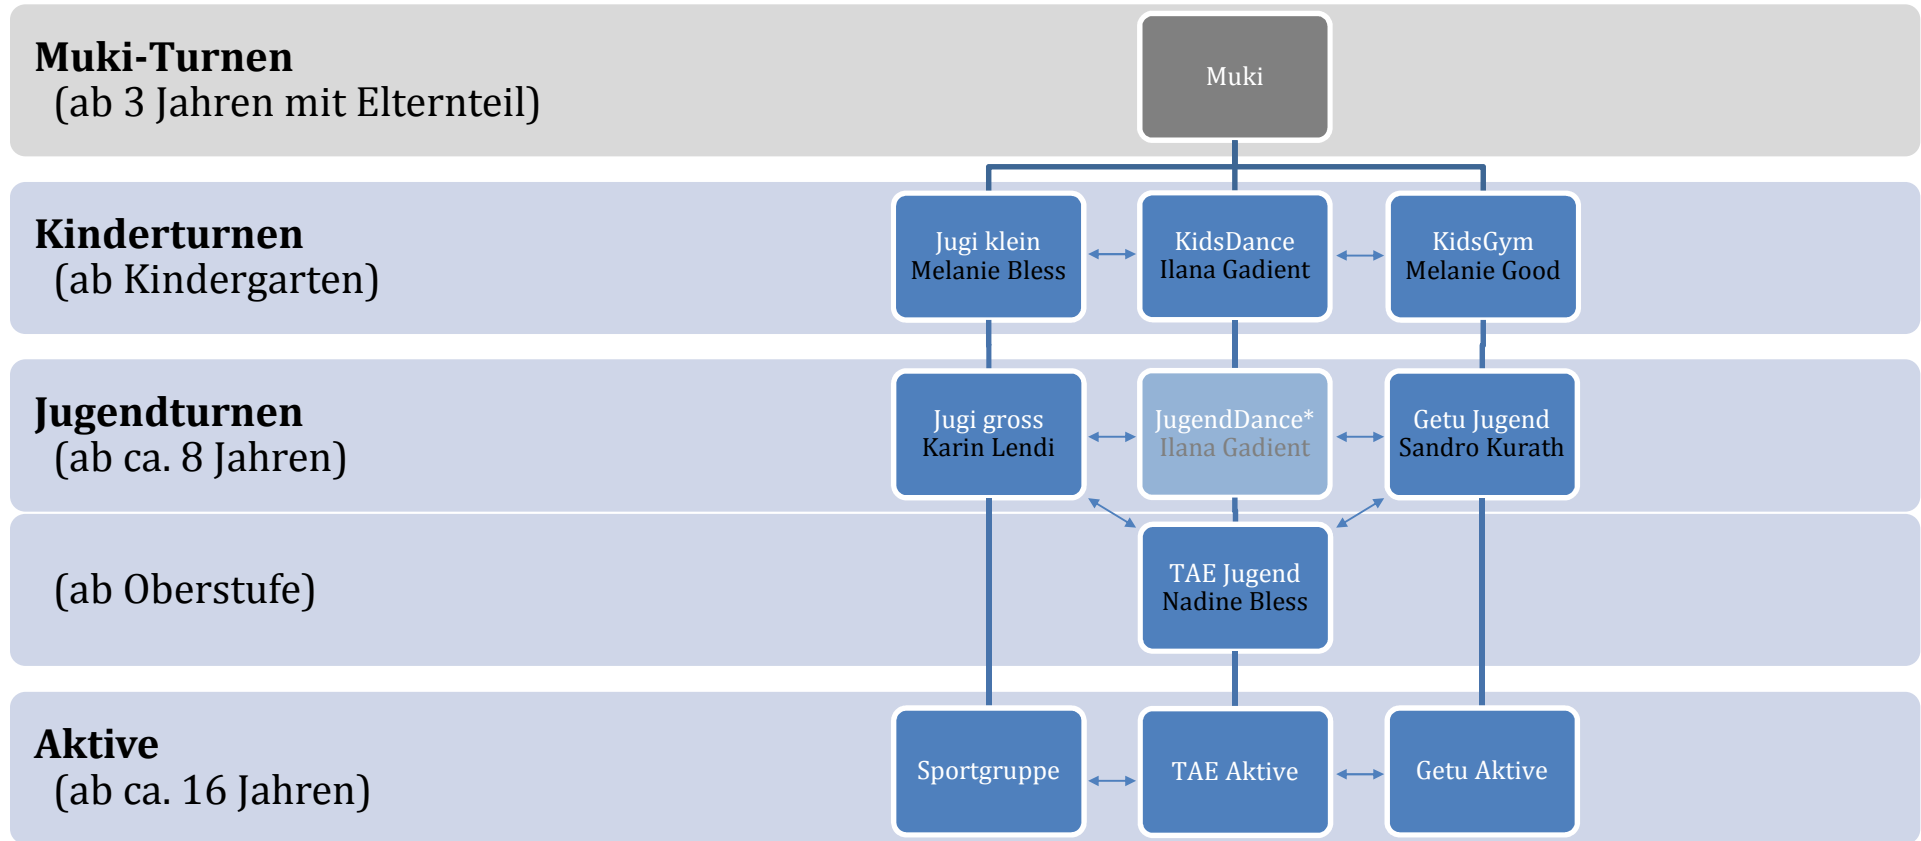 Muki-Turnen
(ab 3 Jahren mit Elternteil)
Muki
Kinderturnen
(ab Kindergarten)
Jugi klein
Melanie Bless
KidsDance
Ilana Gadient
KidsGym
Melanie Good
Jugendturnen
(ab ca. 8 Jahren)
Jugi gross
Karin Lendi
JugendDance*
Ilana Gadient
Getu Jugend
Sandro Kurath
(ab Oberstufe)
TAE Jugend
Nadine Bless
Aktive
(ab ca. 16 Jahren)
Sportgruppe
TAE Aktive
Getu Aktive